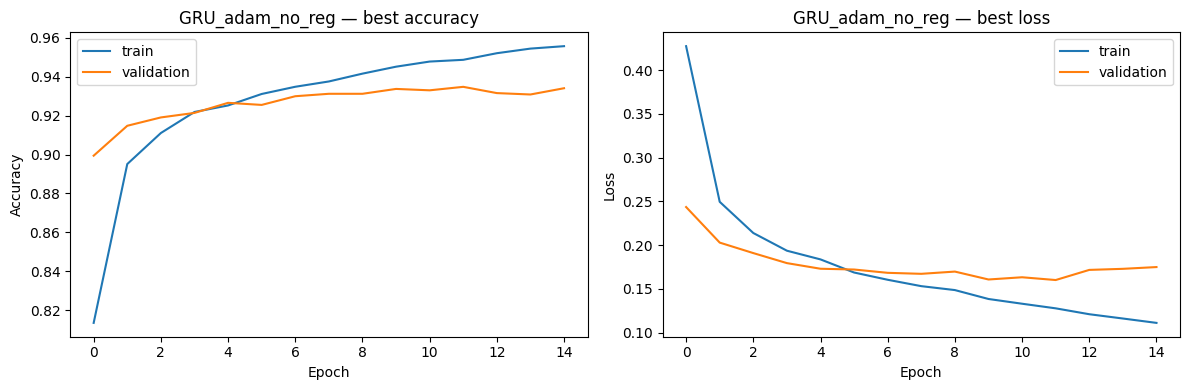 GRU_adam_no_reg — best accuracy
train
validation
0.96
0.94
0.92
0.90
0.88
0.86
0.84
0.82
Accuracy
0 2 4 6 8 10 12 14
Epoch
GRU_adam_no_reg — best loss
train
validation
0.40
0.35
0.30
0.25
0.20
0.15
0.10
Loss
0 2 4 6 8 10 12 14
Epoch